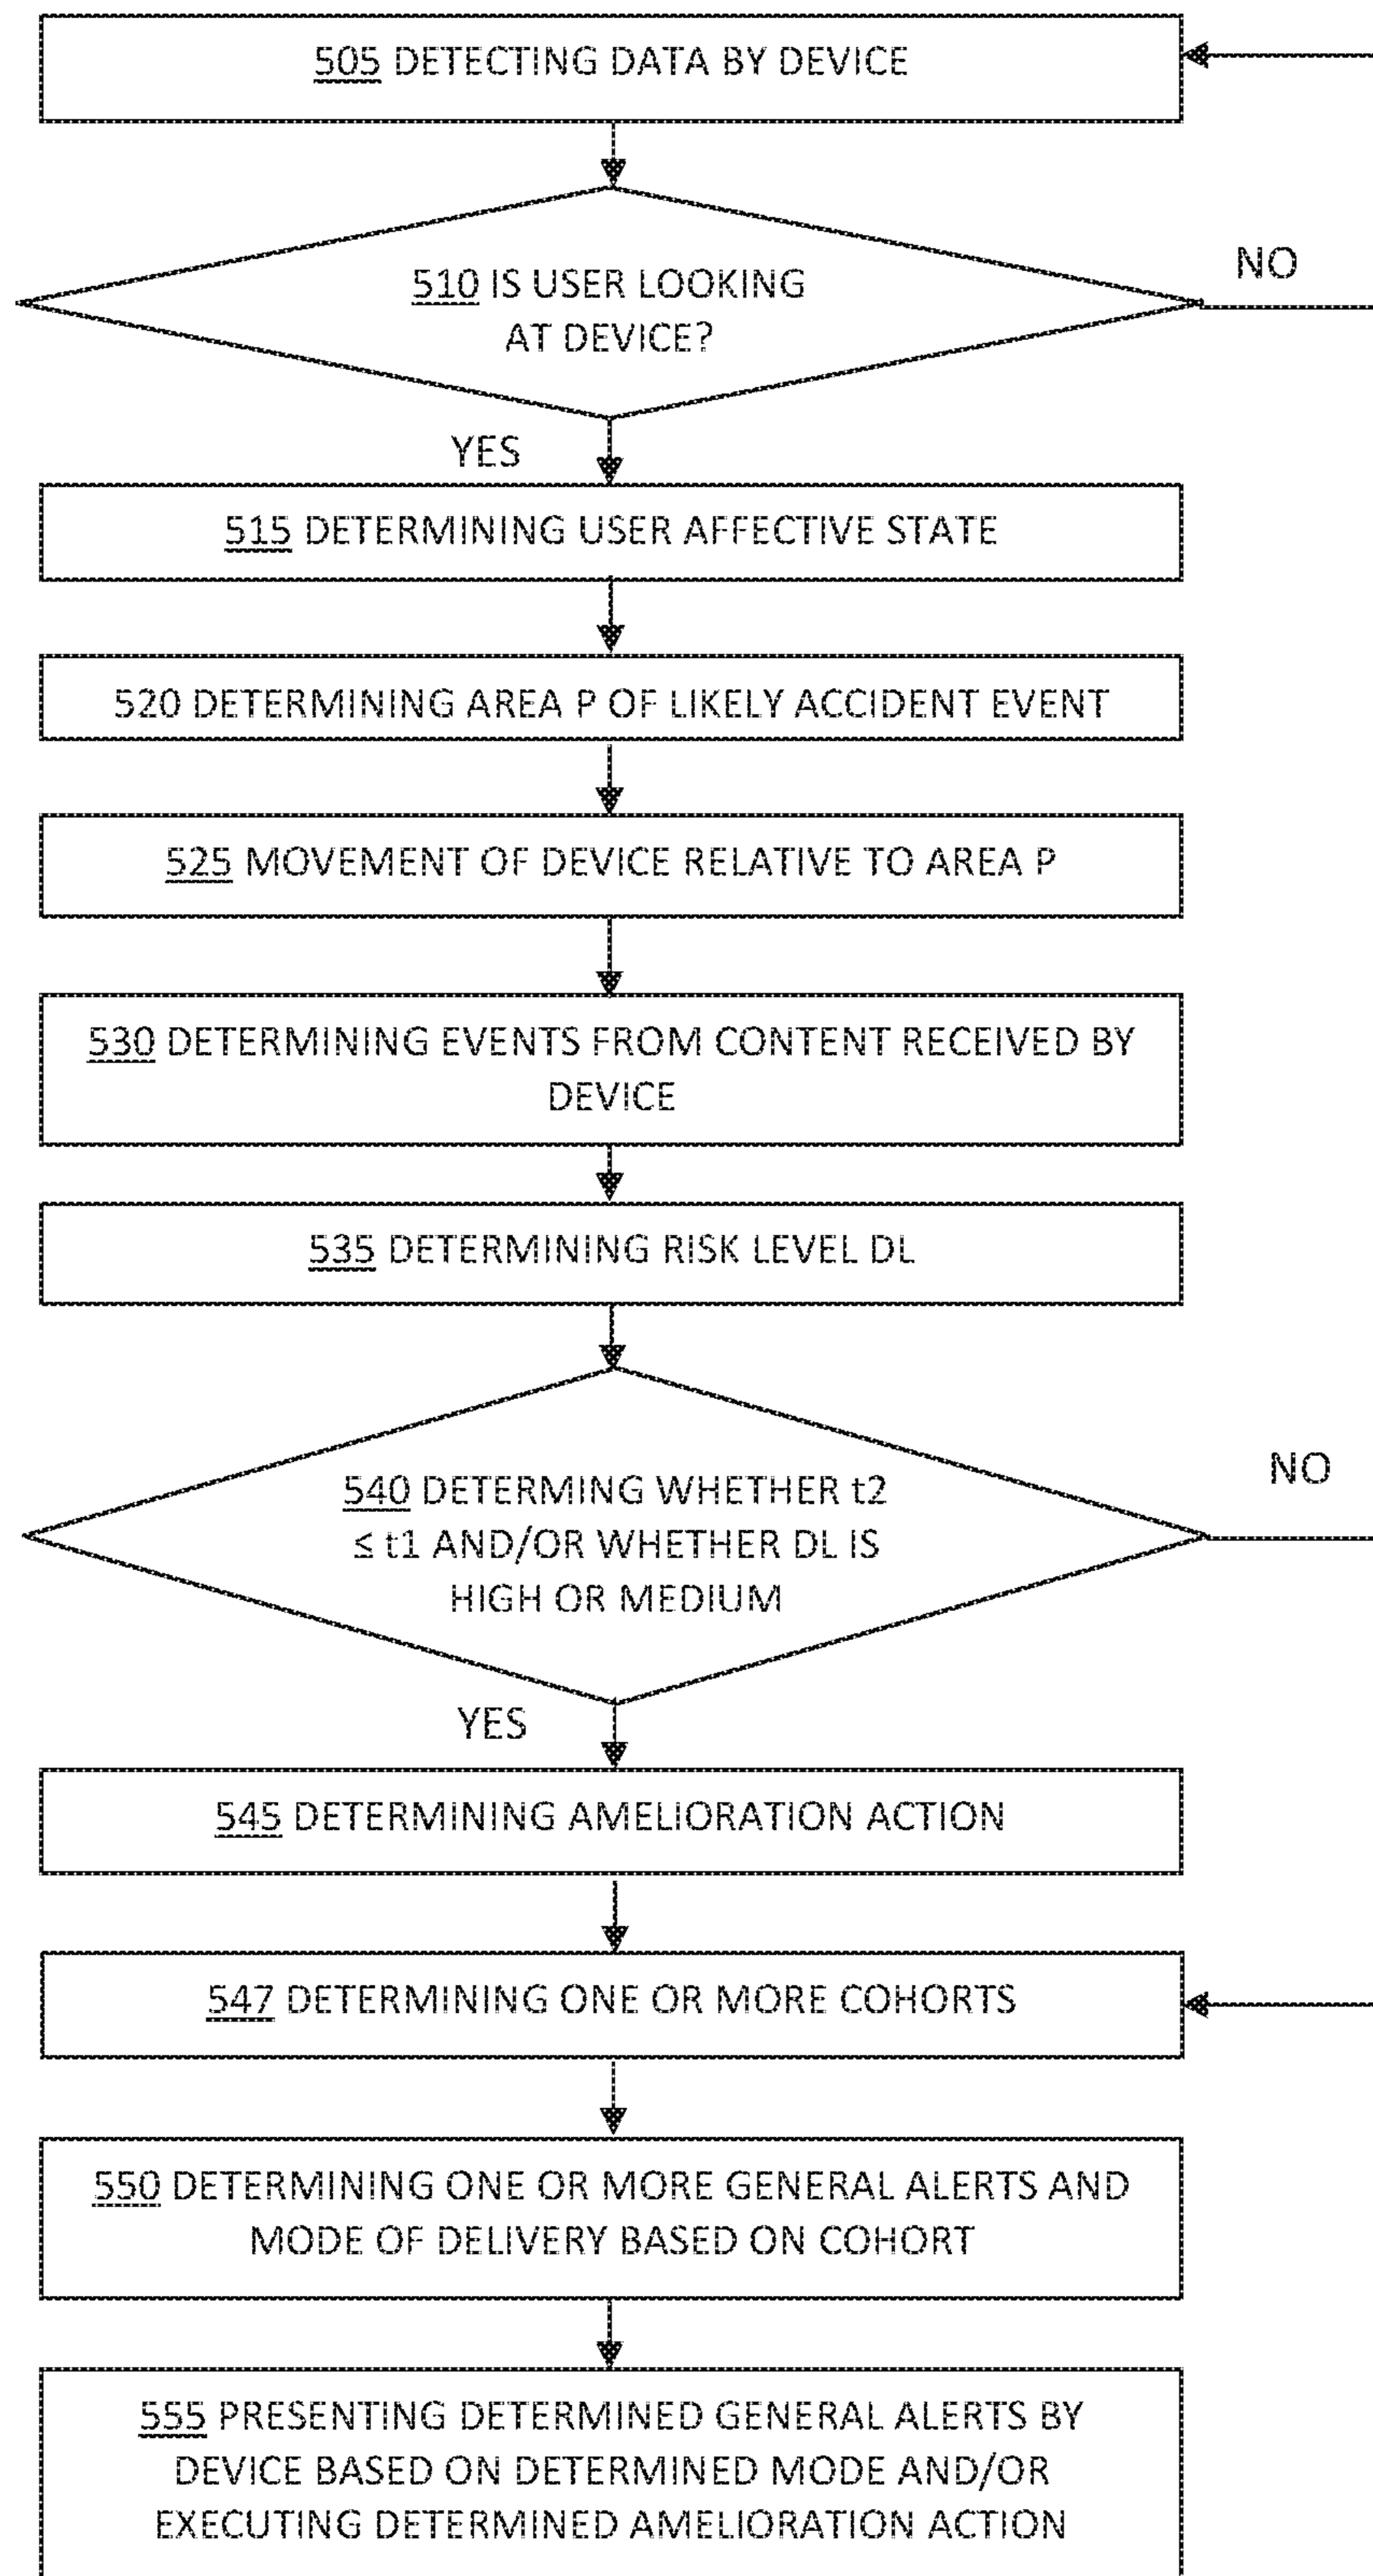 505 DETECTING DATA BY DEVICE
510 IS USER LOOKING
AT DEVICE?
NO
YES
515 DETERMINING USER AFFECTIVE STATE
520 DETERMINING AREA P OF LIKELY ACCIDENT EVENT
525 MOVEMENT OF DEVICE RELATIVE TO AREA P
530 DETERMINING EVENTS FROM CONTENT RECEIVED BY
DEVICE
535 DETERMINING RISK LEVEL DL
540 DETERMING WHETHER t2
≤ t1 AND/OR WHETHER DL IS
HIGH OR MEDIUM
NO
YES
545 DETERMINING AMELIORATION ACTION
547 DETERMINING ONE OR MORE COHORTS
550 DETERMINING ONE OR MORE GENERAL ALERTS AND
MODE OF DELIVERY BASED ON COHORT
555 PRESENTING DETERMINED GENERAL ALERTS BY
DEVICE BASED ON DETERMINED MODE AND/OR
EXECUTING DETERMINED AMELIORATION ACTION